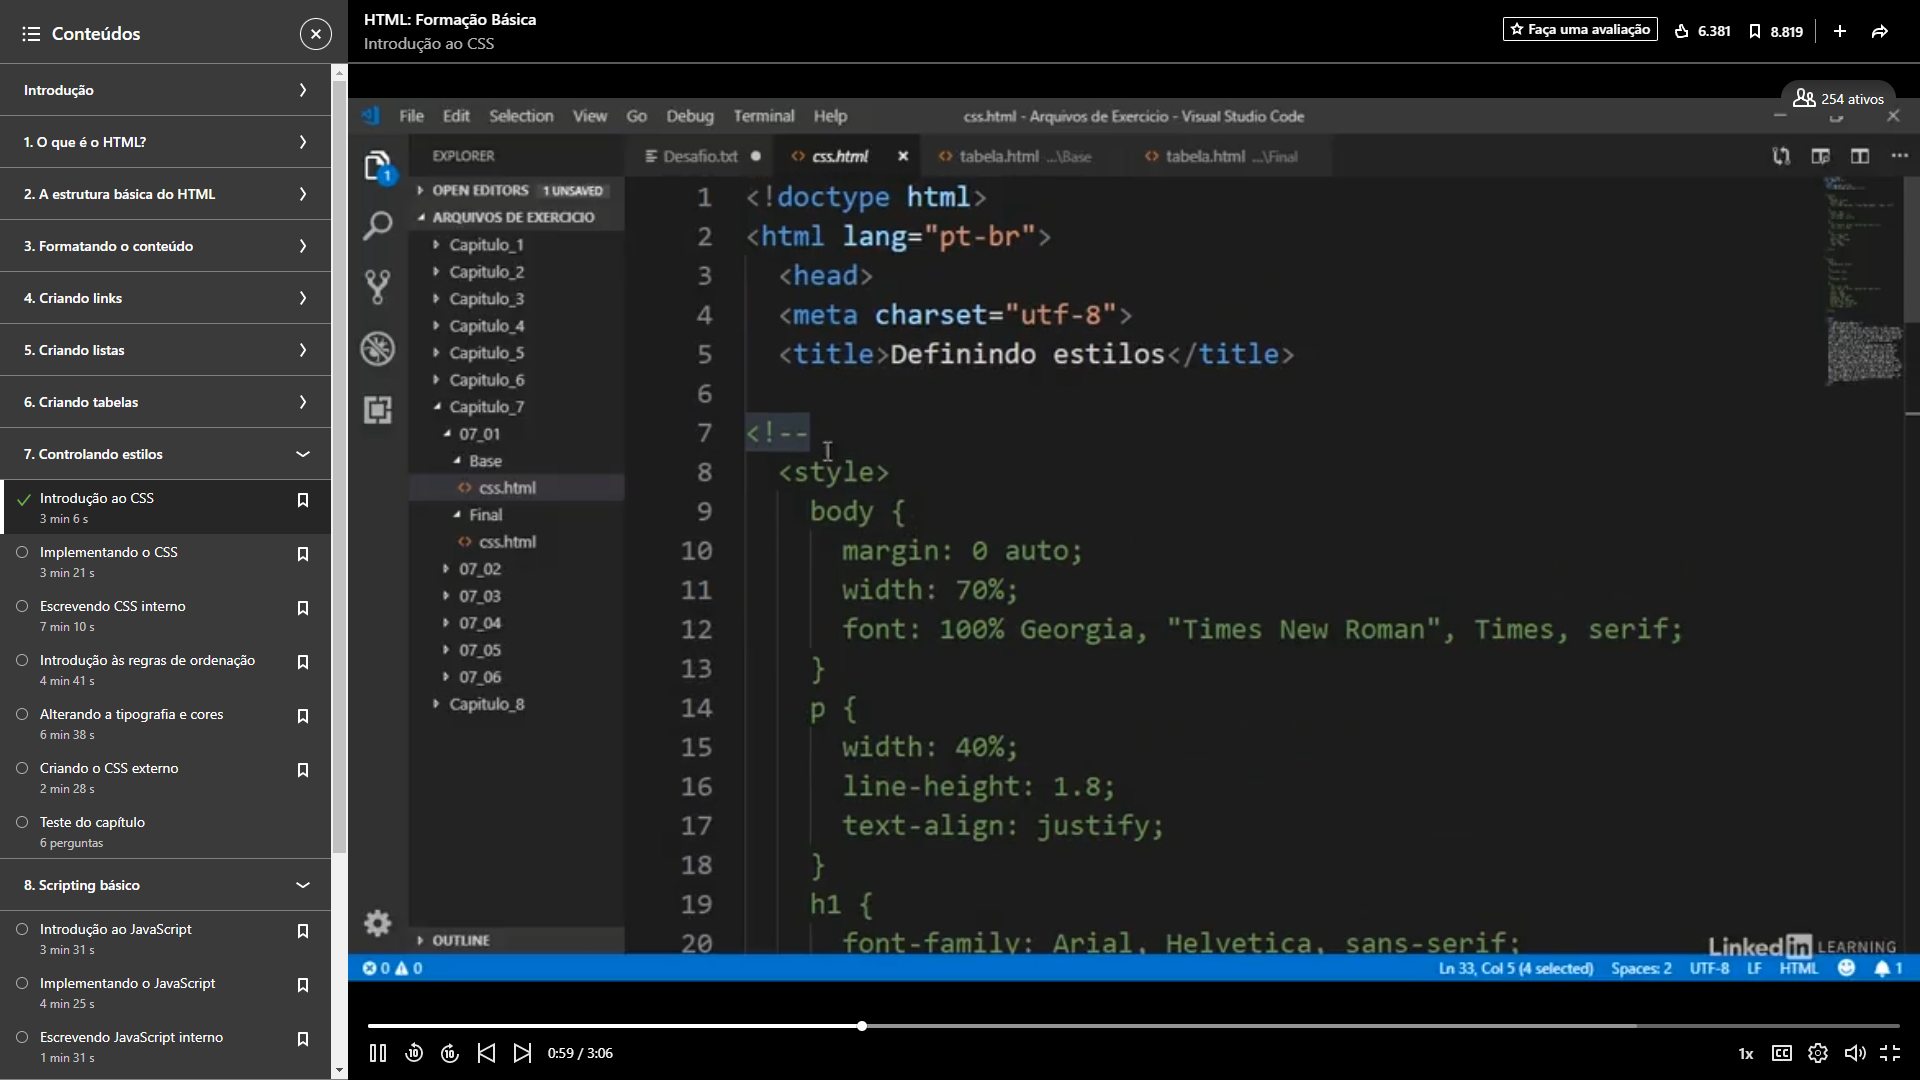 Conteúdos
Introdução
1. O que é o HTML?
2. A estrutura básica do HTML
3. Formatando o conteúdo
4. Criando links
5. Criando listas
6. Criando tabelas
7. Controlando estilos
Introdução ao CSS
3 min 6 s
Implementando o CSS
3 min 21 s
Escrevendo CSS interno
7 min 10 s
Introdução às regras de ordenação
4 min 41 s
Alterando a tipografia e cores
6 min 38 s
Criando o CSS externo
2 min 28 s
Teste do capítulo
6 perguntas
8. Scripting básico
Introdução ao JavaScript
3 min 31 s
Implementando o JavaScript
4 min 25 s
Escrevendo JavaScript interno
1 min 31 s
HTML: Formação Básica
Introdução ao CSS
Faça uma avaliação
6.381
8.819
254 ativos
File Edit Selection View Go Debug Terminal Help
css.html - Arquivos de Exercicio - Visual Studio Code
1
EXPLORER
OPEN EDITORS 1 UNSAVED
ARQUIVOS DE EXERCICIO
Capitulo_1
Capitulo_2
Capitulo_3
Capitulo_4
Capitulo_5
Capitulo_6
Capitulo_7
07_01
Base
css.html
Final
css.html
07_02
07_03
07_04
07_05
07_06
Capitulo_8
OUTLINE
Desafio.txt
css.html
tabela.html ...\Base
tabela.html ...\Final
1 <!doctype html>
2 <html lang="pt-br">
3 <head>
4 <meta charset="utf-8">
5 <title>Definindo estilos</title>
6
7 <!--
8 <style>
9 body {
10 margin: 0 auto;
11 width: 70%;
12 font: 100% Georgia, "Times New Roman", Times, serif;
13 }
14 p {
15 width: 40%;
16 line-height: 1.8;
17 text-align: justify;
18 }
19 h1 {
20 font-family: Arial, Helvetica, sans-serif;
Linked in LEARNING
0 0
Ln 33, Col 5 (4 selected) Spaces: 2 UTF-8 LF HTML 1
10
10
0:59 / 3:06
1x
CC